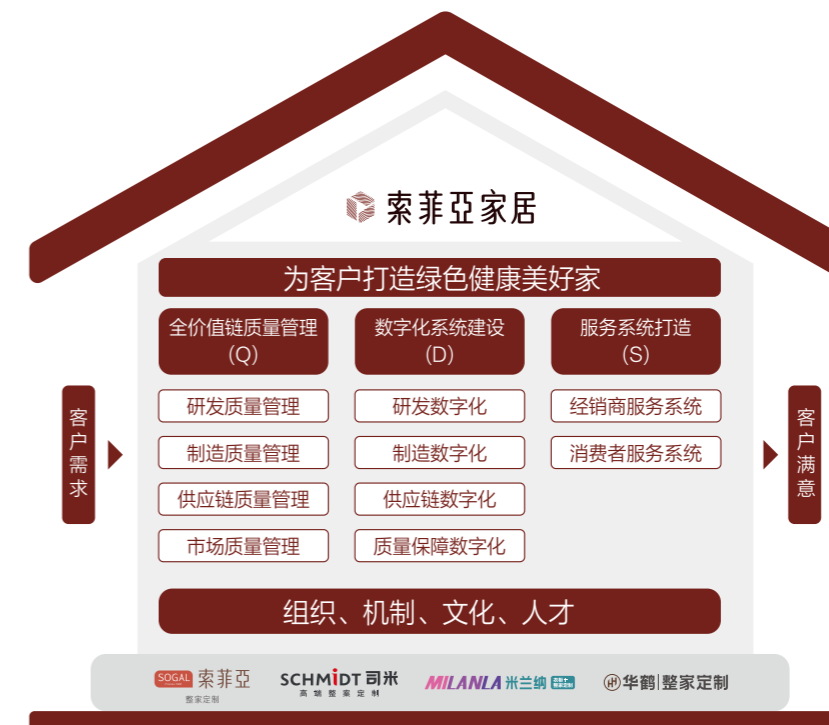 索菲亞家居
为客户打造绿色健康美好家
全价值链质量管理
(Q)
数字化系统建设
(D)
服务系统打造
(S)
研发质量管理
研发数字化
经销商服务系统
制造质量管理
制造数字化
消费者服务系统
供应链质量管理
供应链数字化
市场质量管理
质量保障数字化
客户需求
客户满意
组织、机制、文化、人才
SOGAL 索菲亞
整家定制
SCHMiDT 司米
高端整案定制
MILANLA 米兰纳
华鹤|整家定制